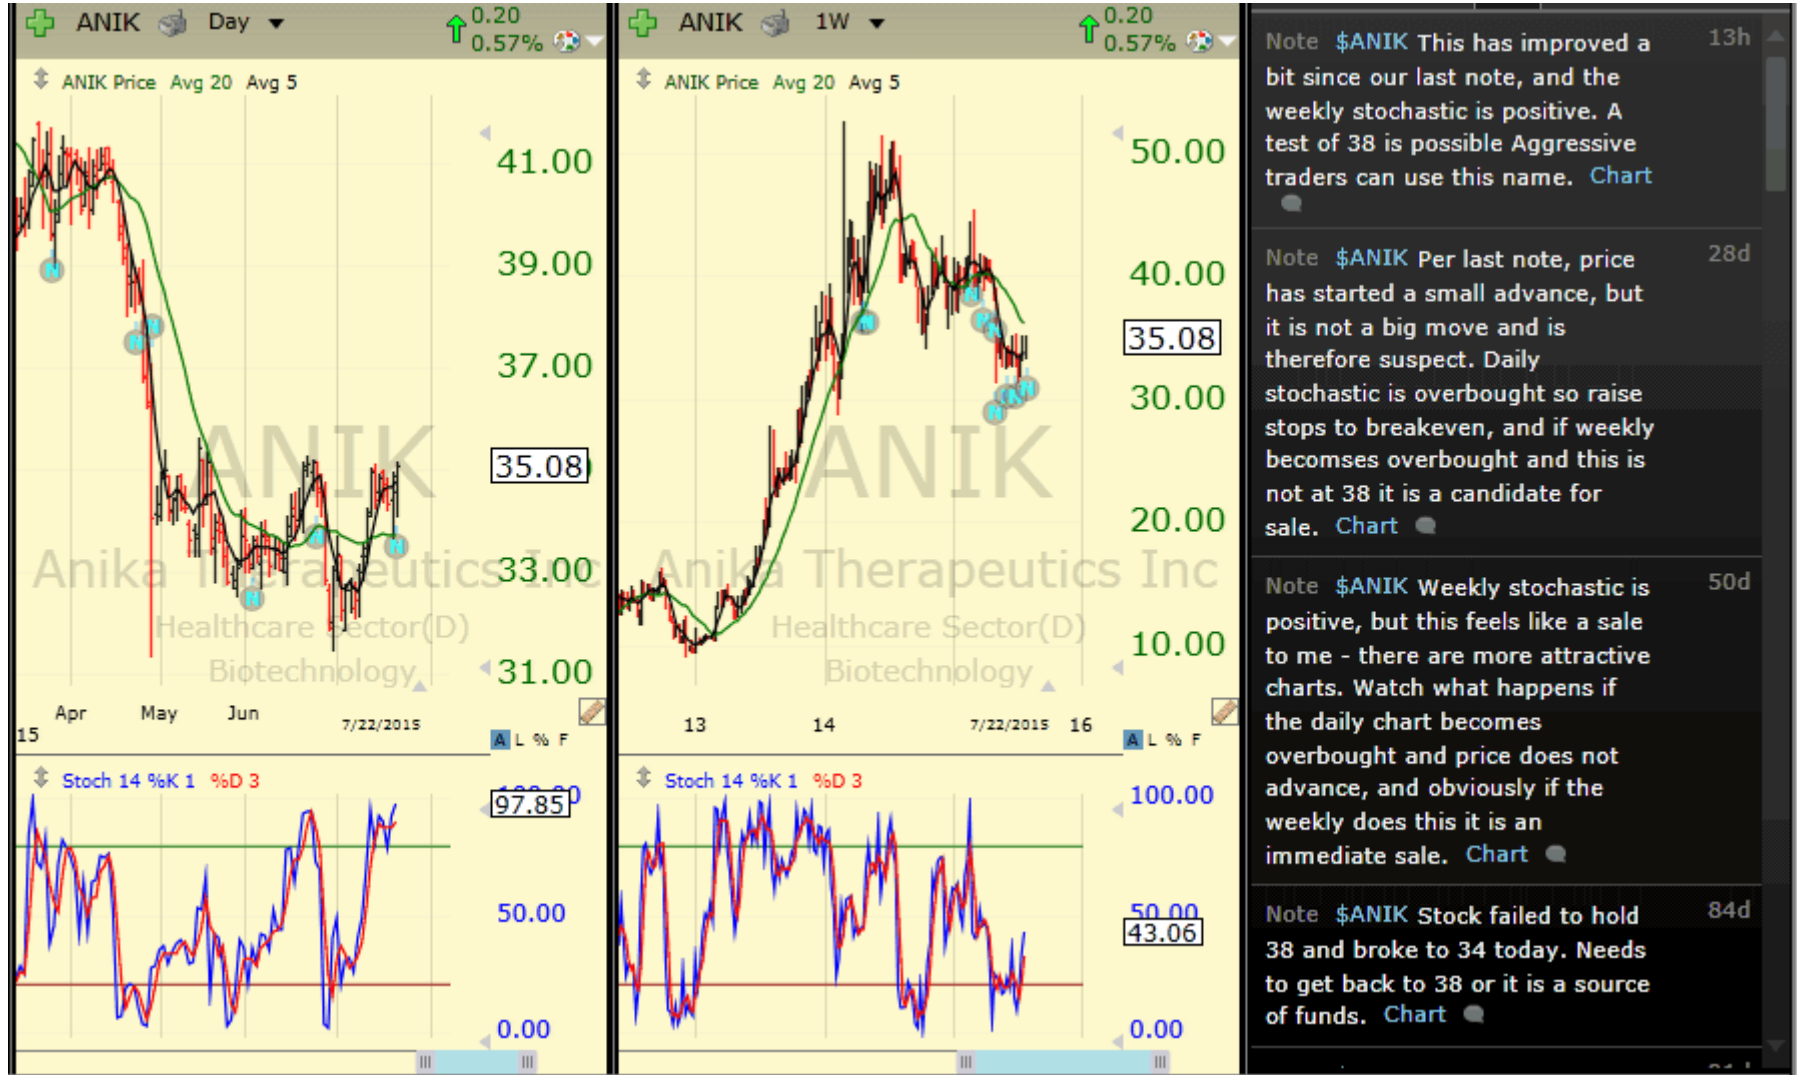 ANIK Day 0.20
0.57%
ANIK Price Avg 20 Avg 5
41.00
39.00
37.00
35.08
33.00
31.00
ANIK
Anika Therapeutics Inc
Healthcare Sector(D)
Biotechnology
N
N
N
N
N
N
15 Apr May Jun 7/22/2015
A L % F
Stoch 14 %K 1 %D 3
100.00
97.85
50.00
0.00
ANIK 1W 0.20
0.57%
ANIK Price Avg 20 Avg 5
50.00
40.00
35.08
30.00
20.00
10.00
ANIK
Anika Therapeutics Inc
Healthcare Sector(D)
Biotechnology
N
N
N
N
N
N
N
13 14 7/22/2015 16
A L % F
Stoch 14 %K 1 %D 3
100.00
50.00
43.06
0.00
Note $ANIK This has improved a 13h
bit since our last note, and the
weekly stochastic is positive. A
test of 38 is possible Aggressive
traders can use this name. Chart
Note $ANIK Per last note, price 28d
has started a small advance, but
it is not a big move and is
therefore suspect. Daily
stochastic is overbought so raise
stops to breakeven, and if weekly
becomses overbought and this is
not at 38 it is a candidate for
sale. Chart
Note $ANIK Weekly stochastic is 50d
positive, but this feels like a sale
to me - there are more attractive
charts. Watch what happens if
the daily chart becomes
overbought and price does not
advance, and obviously if the
weekly does this it is an
immediate sale. Chart
Note $ANIK Stock failed to hold 84d
38 and broke to 34 today. Needs
to get back to 38 or it is a source
of funds. Chart